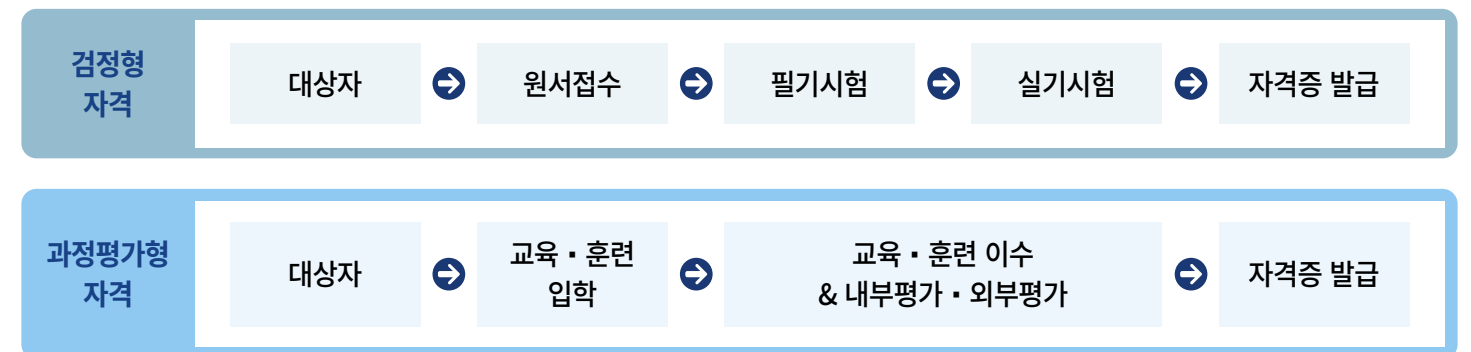 검정형
자격
대상자
원서접수
필기시험
실기시험
자격증 발급
과정평가형
자격
대상자
교육・훈련
입학
교육・훈련 이수
& 내부평가・외부평가
자격증 발급